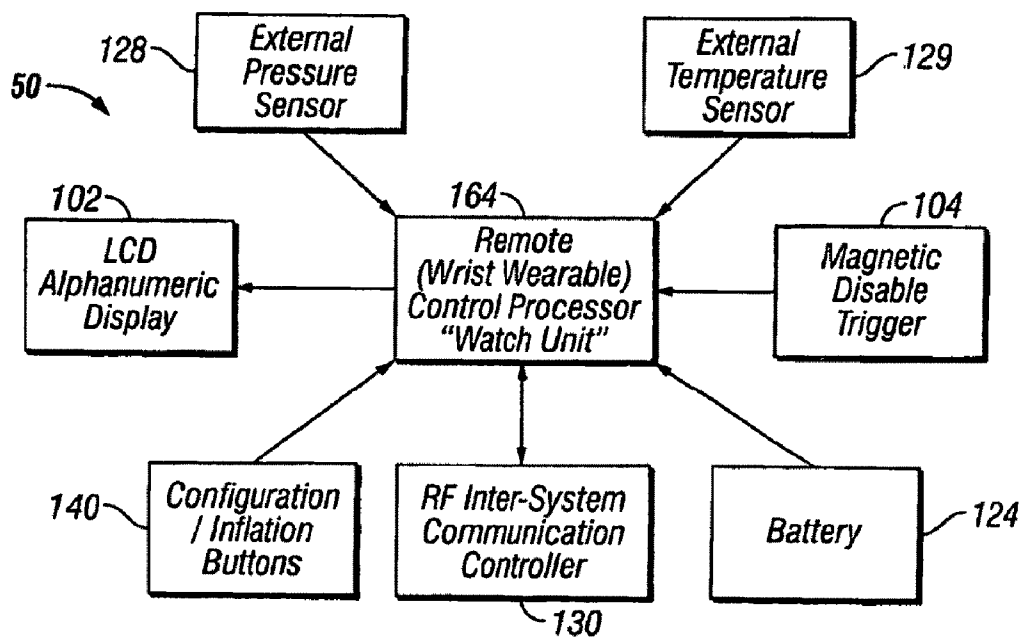 128
External
Pressure
Sensor
External
Temperature
Sensor
129
50
102
LCD
Alphanumeric
Display
164
Remote
(Wrist Wearable)
Control Processor
“Watch Unit”
104
Magnetic
Disable
Trigger
140
Configuration
/ Inflation
Buttons
RF Inter-System
Communication
Controller
130
Battery
124